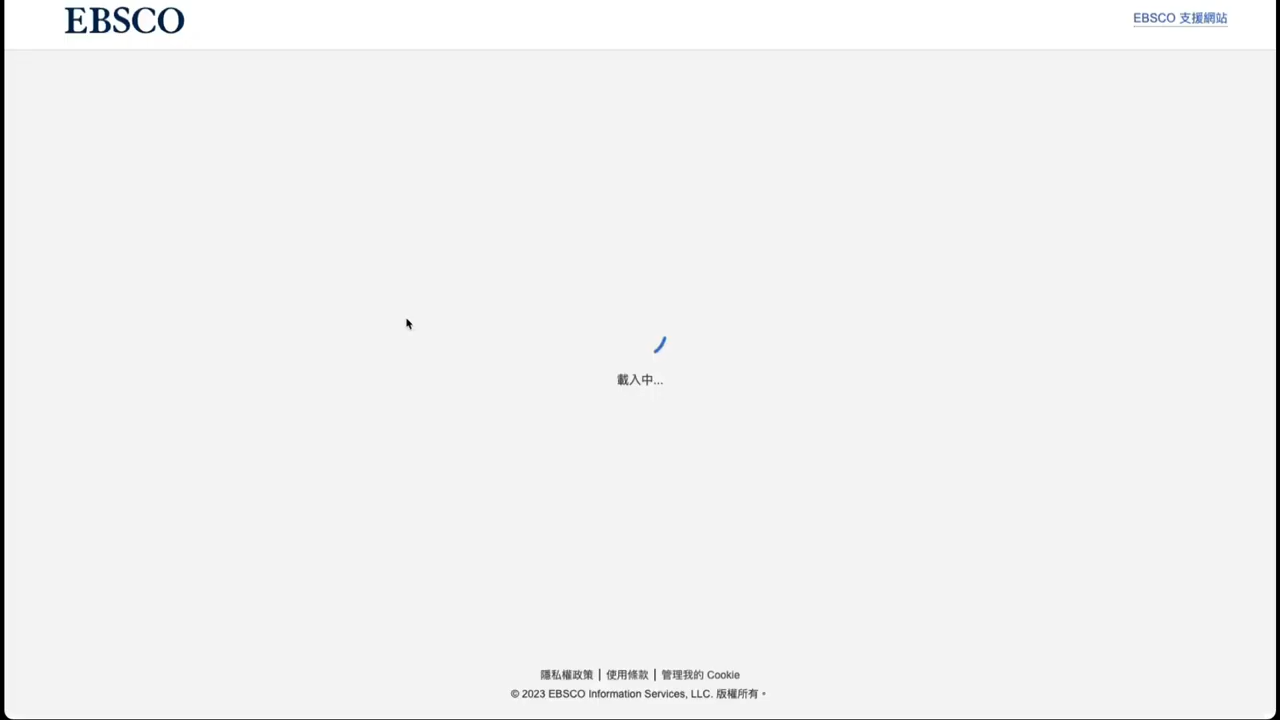 EBSCO
EBSCO 支援網站
載入中...
隱私權政策 | 使用條款 | 管理我的 Cookie
© 2023 EBSCO Information Services, LLC. 版權所有。